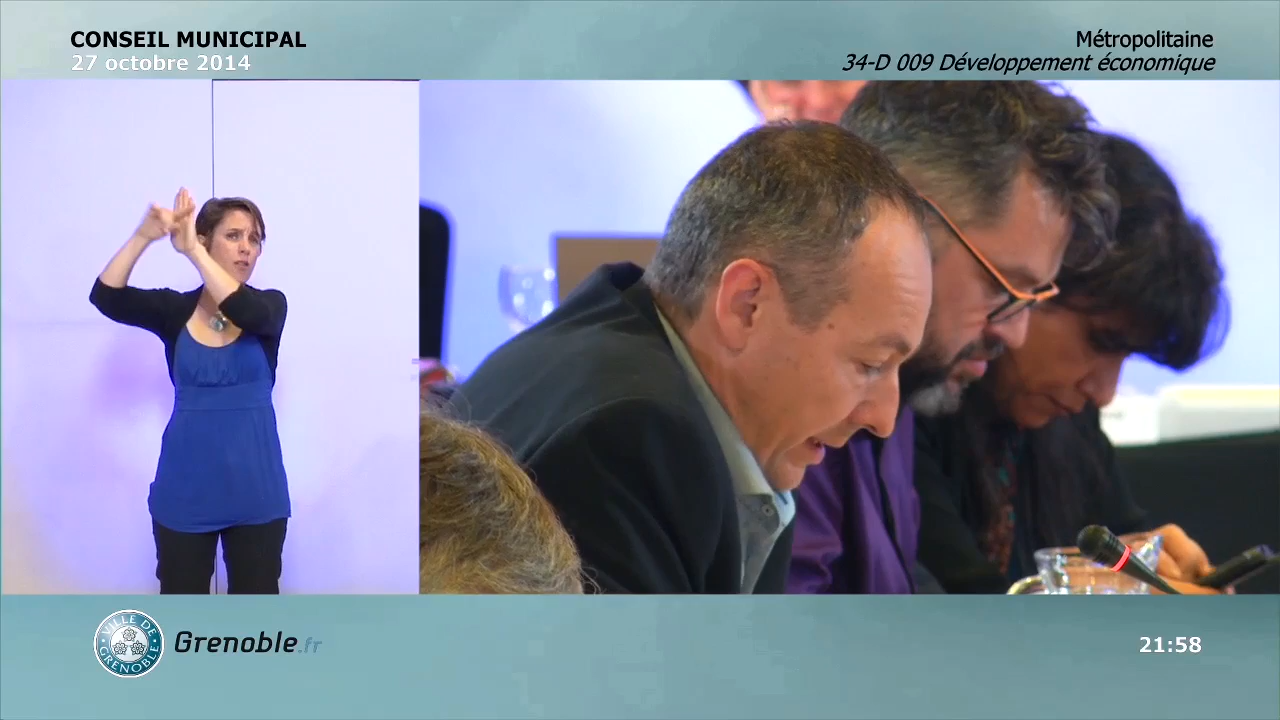 CONSEIL MUNICIPAL
27 octobre 2014
Métropolitaine
34-D 009 Développement économique
VILLE DE GRENOBLE
Grenoble.fr
21:58